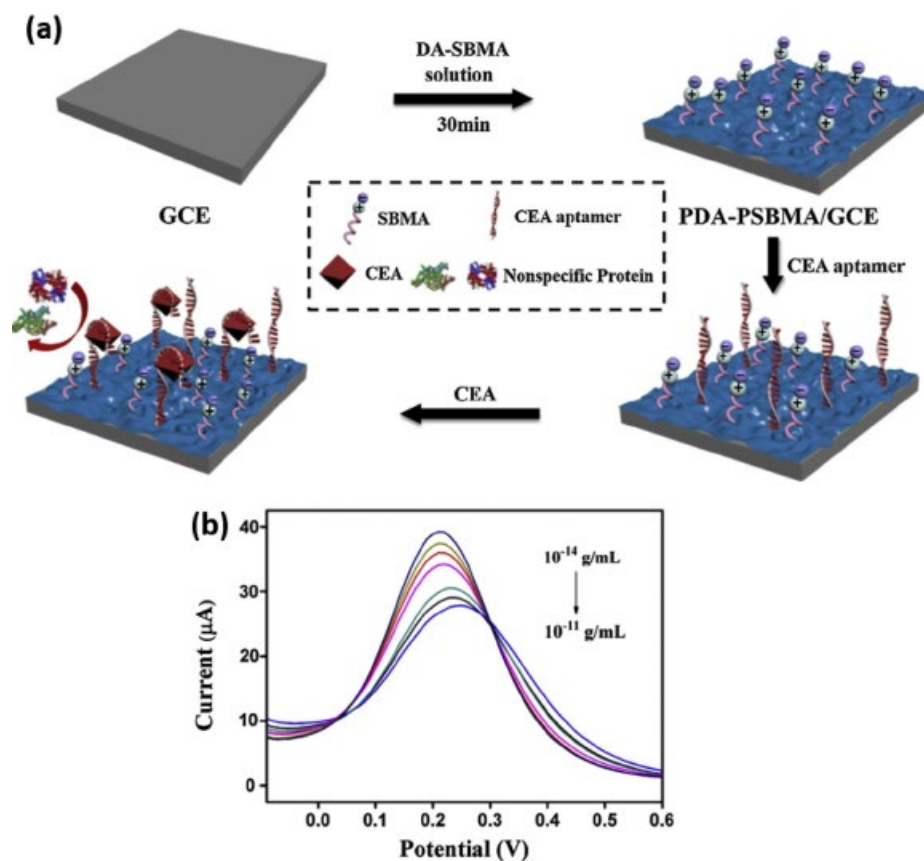 (a)
DA-SBMA
solution
30min
GCE
SBMA
CEA aptamer
CEA
Nonspecific Protein
PDA-PSBMA/GCE
CEA aptamer
CEA
(b)
40
30
20
10
0
Current (μA)
10⁻¹⁴ g/mL
10⁻¹¹ g/mL
0.0 0.1 0.2 0.3 0.4 0.5 0.6
Potential (V)